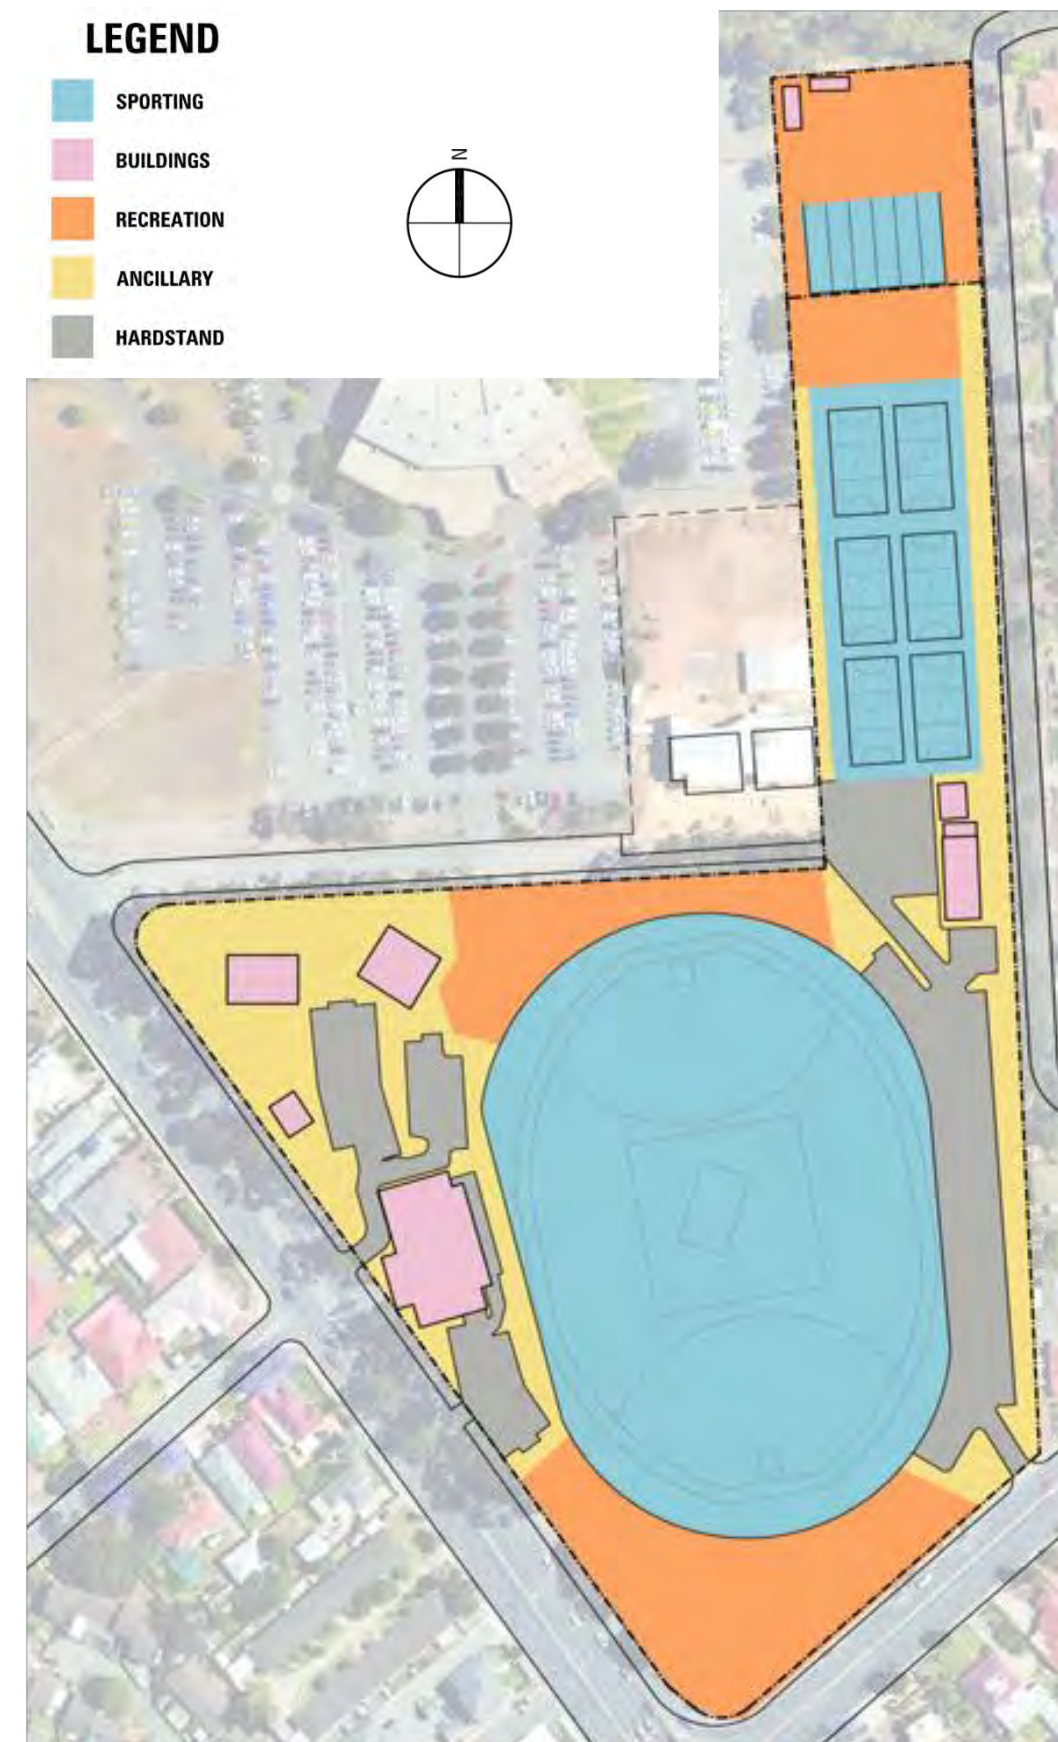 LEGEND
SPORTING
BUILDINGS
RECREATION
ANCILLARY
HARDSTAND
N